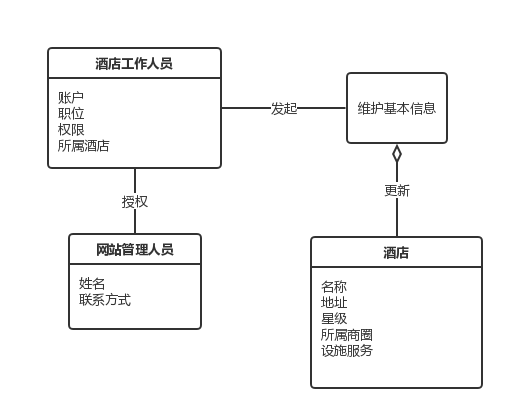 酒店工作人员
账户
职位
权限
所属酒店
发起
维护基本信息
授权
更新
网站管理人员
姓名
联系方式
酒店
名称
地址
星级
所属商圈
设施服务